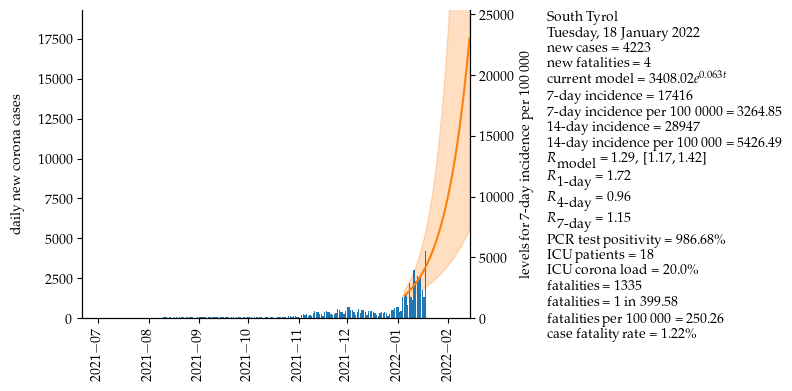 17500
15000
12500
10000
7500
5000
2500
0
daily new corona cases
25000
20000
15000
10000
5000
0
levels for 7-day incidence per 100 000
2021−07
2021−08
2021−09
2021−10
2021−11
2021−12
2022−01
2022−02
South Tyrol
Tuesday, 18 January 2022
new cases = 4223
new fatalities = 4
current model = 3408.02e^0.063t
7-day incidence = 17416
7-day incidence per 100 0000 = 3264.85
14-day incidence = 28947
14-day incidence per 100 000 = 5426.49
R model = 1.29, [1.17, 1.42]
R 1-day = 1.72
R 4-day = 0.96
R 7-day = 1.15
PCR test positivity = 986.68%
ICU patients = 18
ICU corona load = 20.0%
fatalities = 1335
fatalities = 1 in 399.58
fatalities per 100 000 = 250.26
case fatality rate = 1.22%